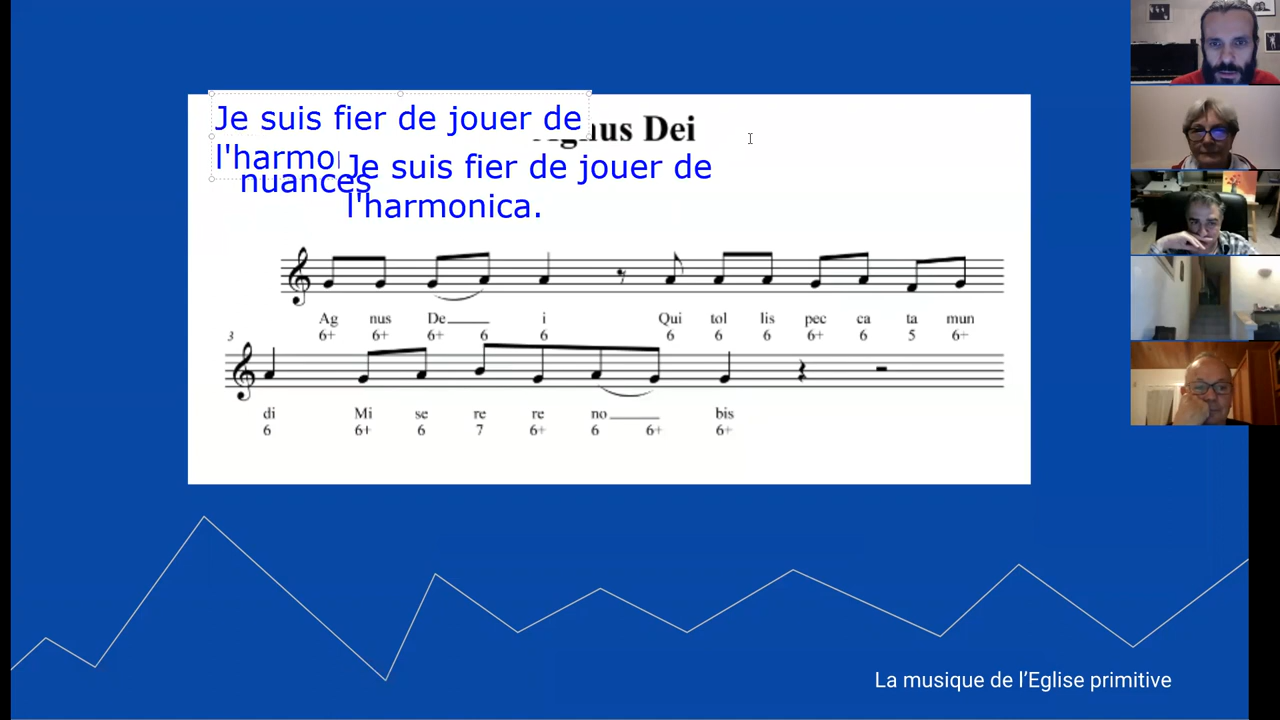 Je suis fier de jouer de
Agnus Dei
l'harmon
nuances
Je suis fier de jouer de
l'harmonica.
Ag nus De____ i Qui tol lis pec ca ta mun
6+ 6+ 6+ 6 6 6 6 6 6+ 6 5 6+
3
di Mi se re re no____ bis
6 6+ 6 7 6+ 6 6+ 6+
La musique de l'Eglise primitive